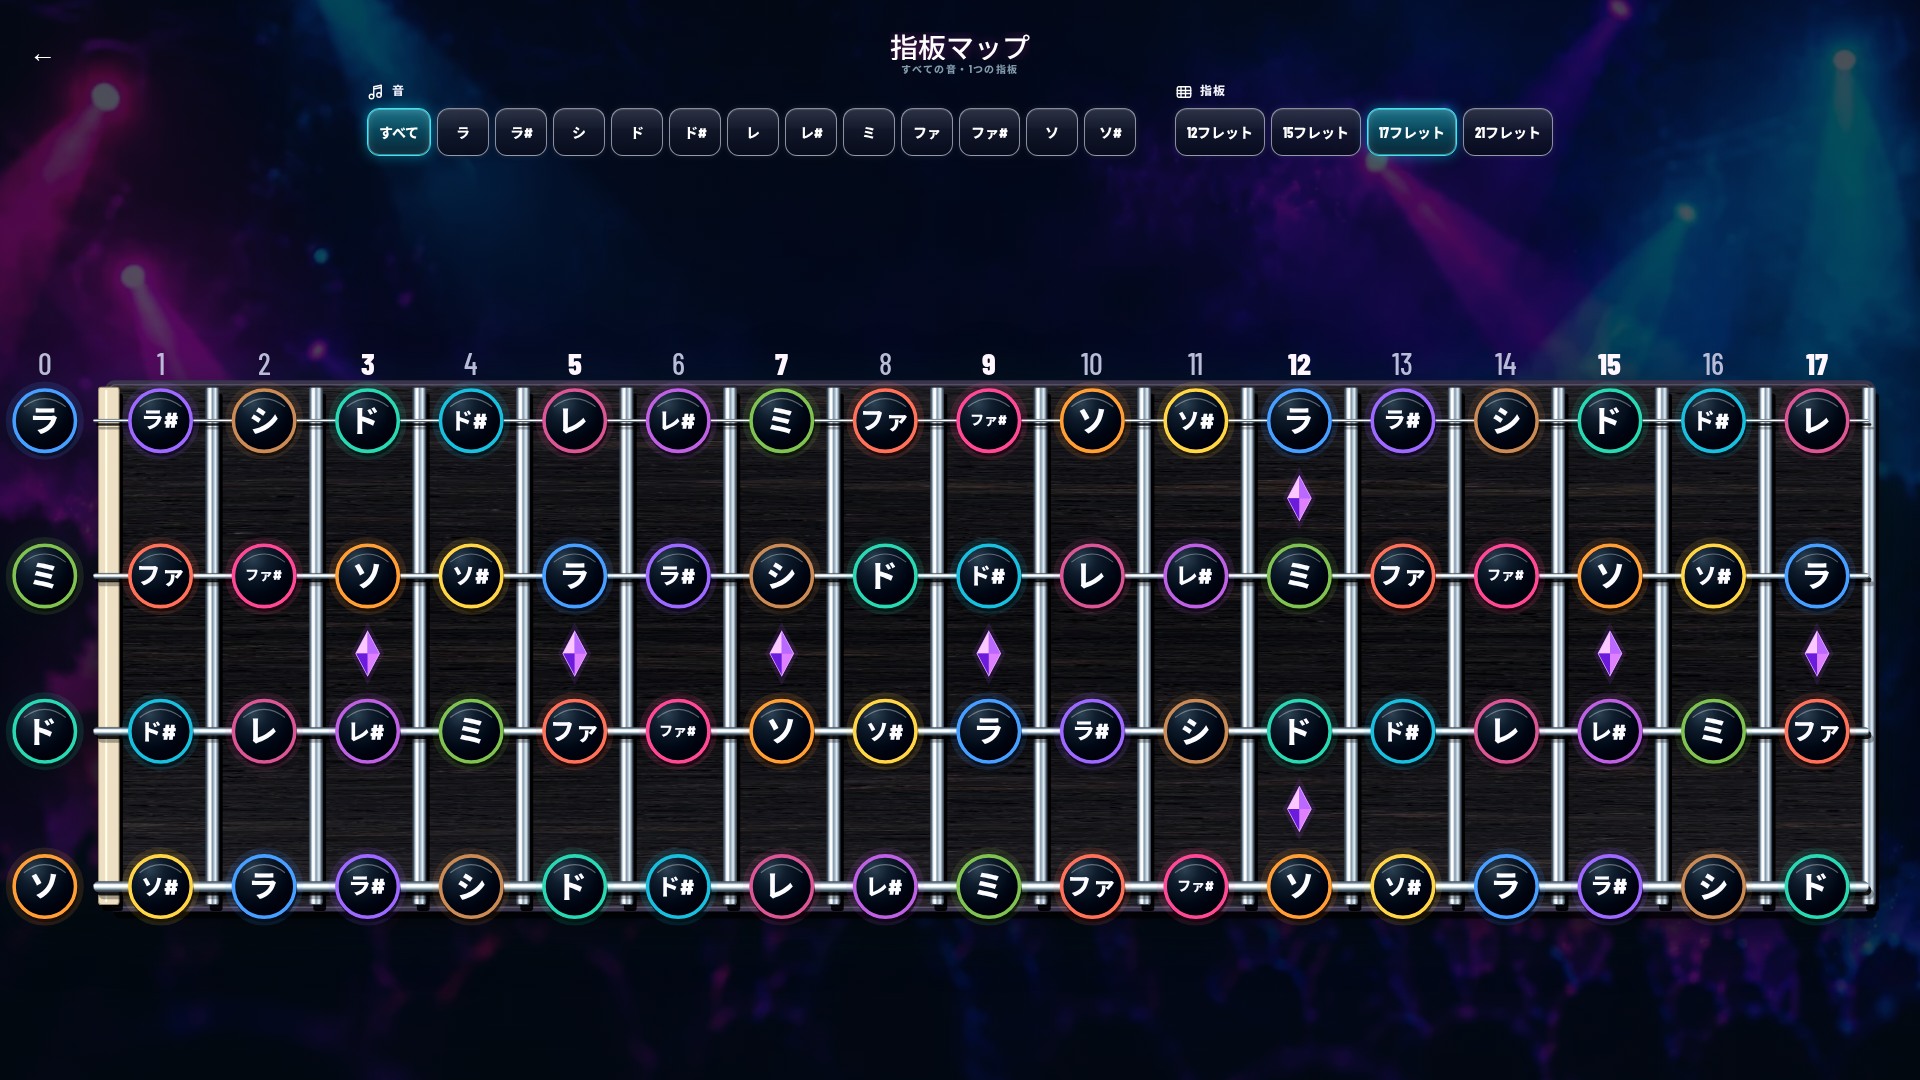 ←
指板マップ
すべての音・1つの指板
音
指板
すべて ラ ラ# シ ド ド# レ レ# ミ ファ ファ# ソ ソ#
12フレット 15フレット 17フレット 21フレット
0 1 2 3 4 5 6 7 8 9 10 11 12 13 14 15 16 17
ラ ラ# シ ド ド# レ レ# ミ ファ ファ# ソ ソ# ラ ラ# シ ド ド# レ
ミ ファ ファ# ソ ソ# ラ ラ# シ ド ド# レ レ# ミ ファ ファ# ソ ソ# ラ
ド ド# レ レ# ミ ファ ファ# ソ ソ# ラ ラ# シ ド ド# レ レ# ミ ファ
ソ ソ# ラ ラ# シ ド ド# レ レ# ミ ファ ファ# ソ ソ# ラ ラ# シ ド